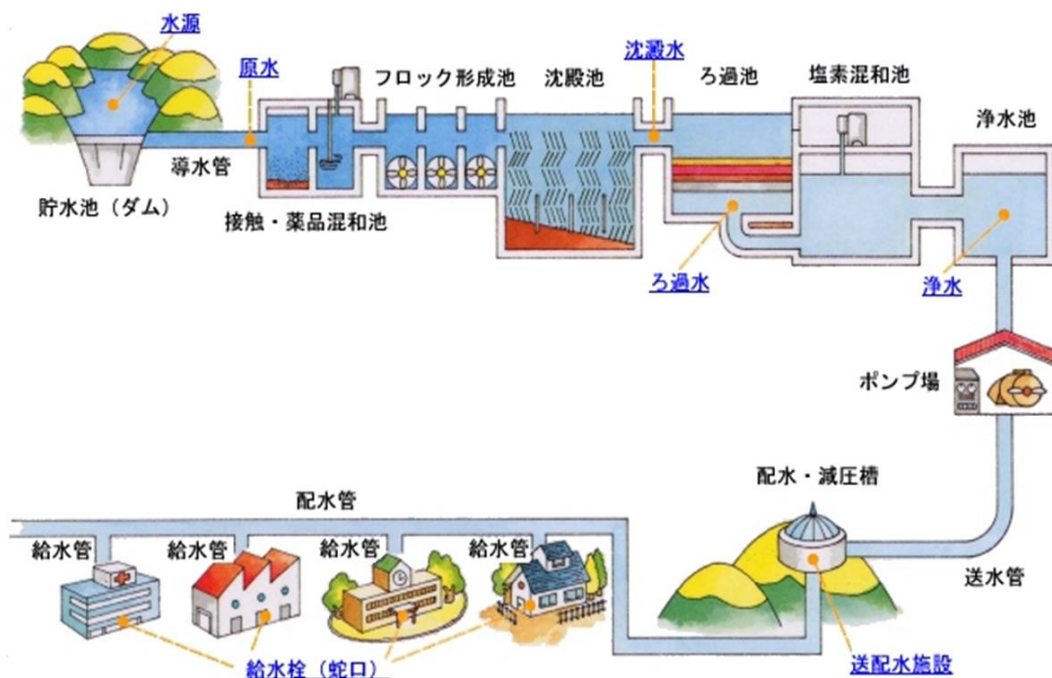 水源
原水
フロック形成池
沈殿池
沈澱水
ろ過池
塩素混和池
浄水池
導水管
貯水池（ダム）
接触・薬品混和池
ろ過水
浄水
ポンプ場
配水・減圧槽
配水管
給水管
給水管
給水管
給水管
送水管
給水栓（蛇口）
送配水施設